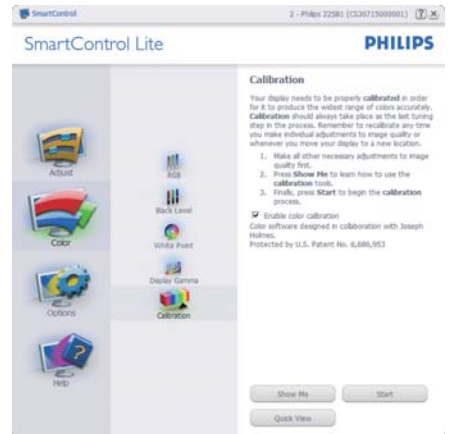 SmartControl
2 - Philips 225B1 (CS30715000001)
SmartControl Lite
PHILIPS
Adjust
Color
Options
Help
RGB
Black Level
White Point
Display Gamma
Calibration
Calibration
Your display needs to be properly calibrated in order
for it to produce the widest range of colors accurately.
Calibration should always take place as the last tuning
step in the process. Remember to recalibrate any time
you make individual adjustments to image quality or
whenever you move your display to a new location.
1. Make all other necessary adjustments to image
quality first.
2. Press Show Me to learn how to use the
calibration tools.
3. Finally, press Start to begin the calibration
process.
Enable color calibration
Color software designed in collaboration with Joseph
Holmes.
Protected by U.S. Patent No. 6,686,953
Show Me
Start
Quick View